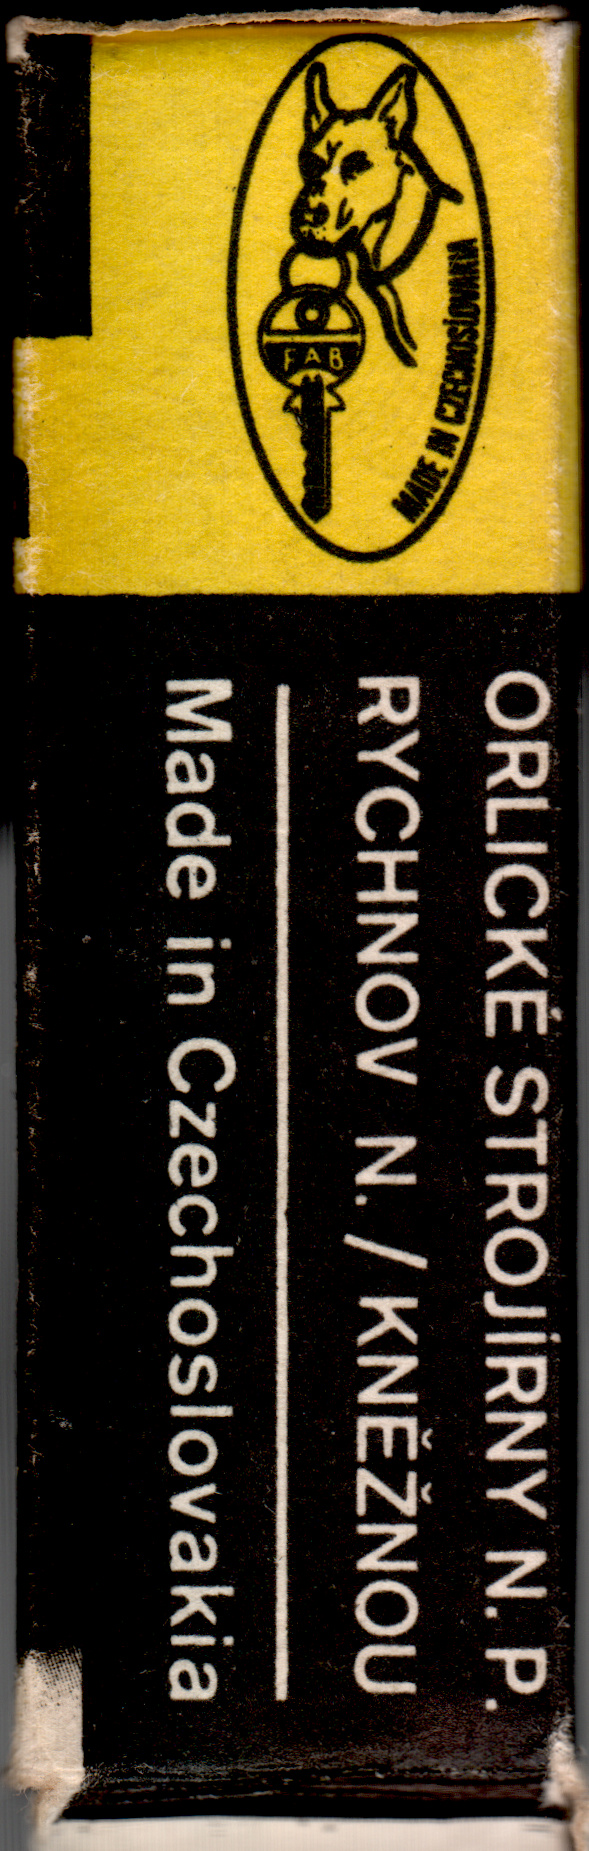 FAB
MADE IN CZECHOSLOVAKIA
ORLICKÉ STROJÍRNY N. P.
RYCHNOV N. / KNĚŽNOU
Made in Czechoslovakia